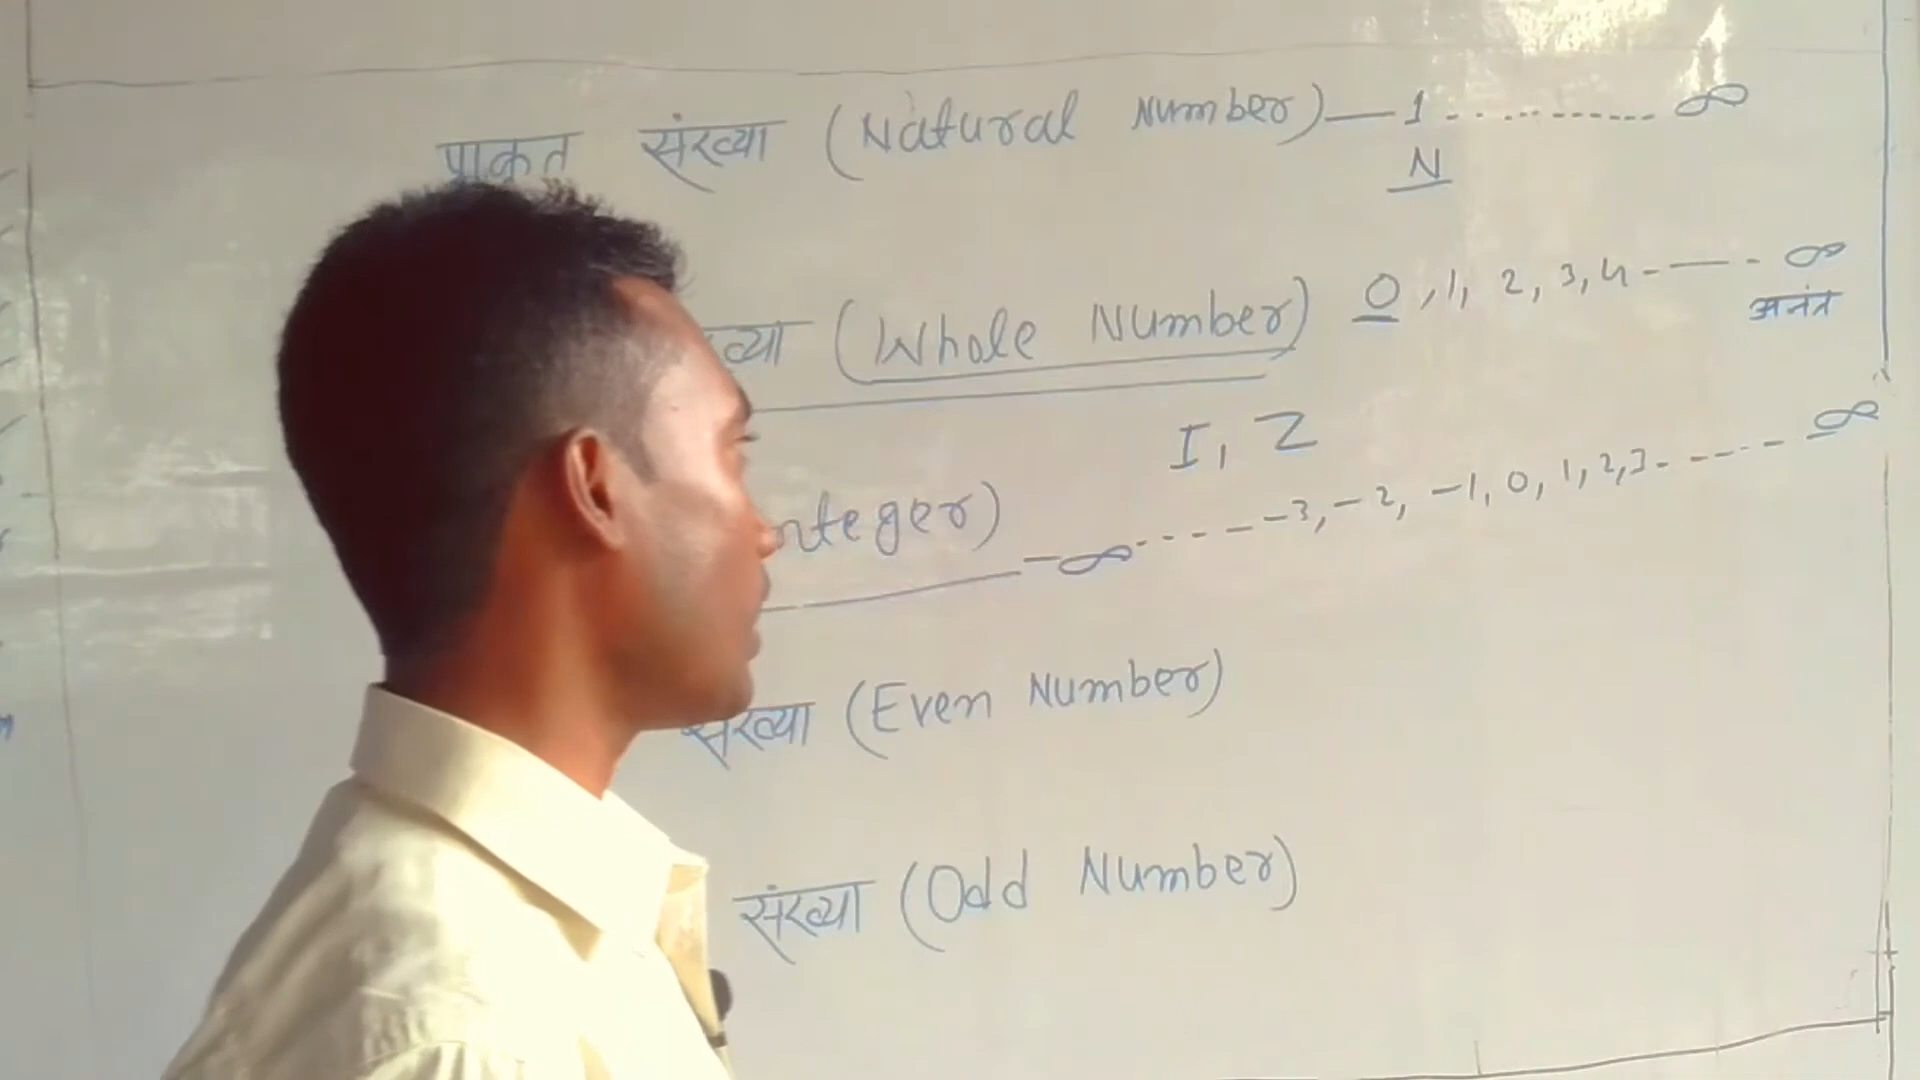 प्राकृत संख्या (Natural Number) — 1 ............ ∞
N
(Whole Number) 0, 1, 2, 3, 4 - — - ∞
अनंत
I, Z
nteger) -∞ ----- -3, -2, -1, 0, 1, 2, 3 ------ ∞
संख्या (Even Number)
संख्या (Odd Number)